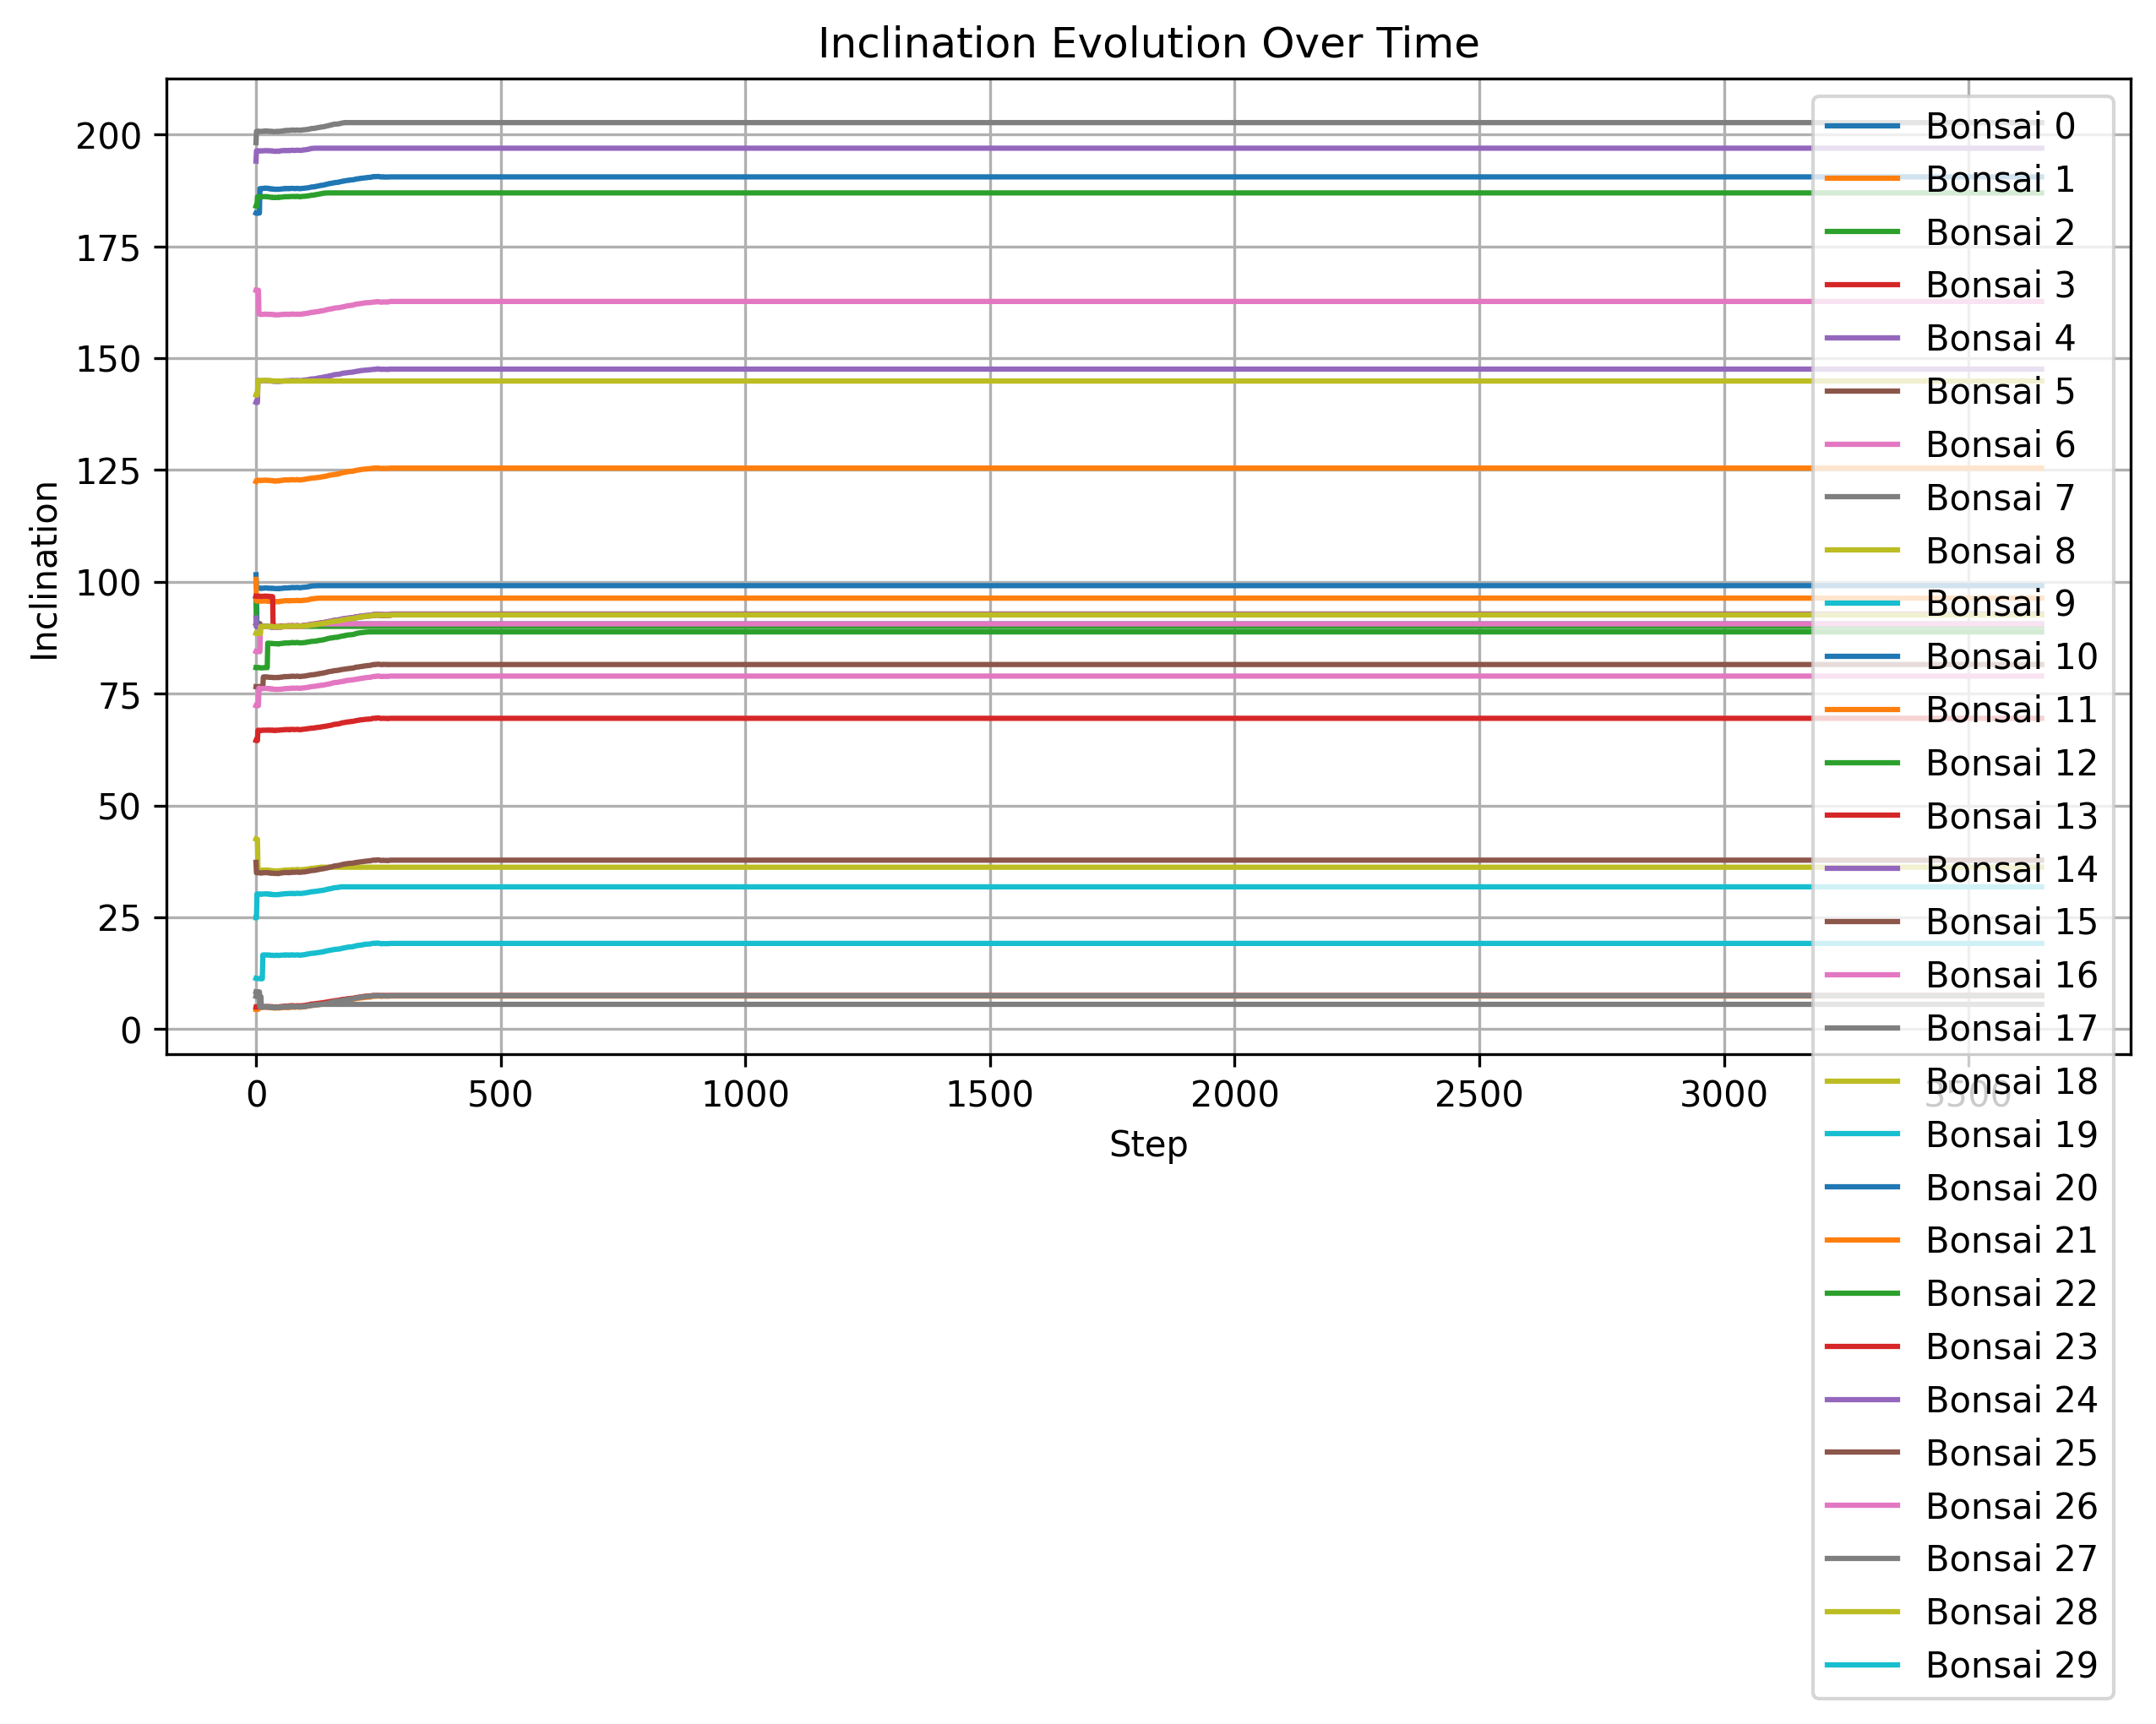 Inclination Evolution Over Time
Inclination
200
175
150
125
100
75
50
25
0
0 500 1000 1500 2000 2500 3000 3500
Step
Bonsai 0
Bonsai 1
Bonsai 2
Bonsai 3
Bonsai 4
Bonsai 5
Bonsai 6
Bonsai 7
Bonsai 8
Bonsai 9
Bonsai 10
Bonsai 11
Bonsai 12
Bonsai 13
Bonsai 14
Bonsai 15
Bonsai 16
Bonsai 17
Bonsai 18
Bonsai 19
Bonsai 20
Bonsai 21
Bonsai 22
Bonsai 23
Bonsai 24
Bonsai 25
Bonsai 26
Bonsai 27
Bonsai 28
Bonsai 29